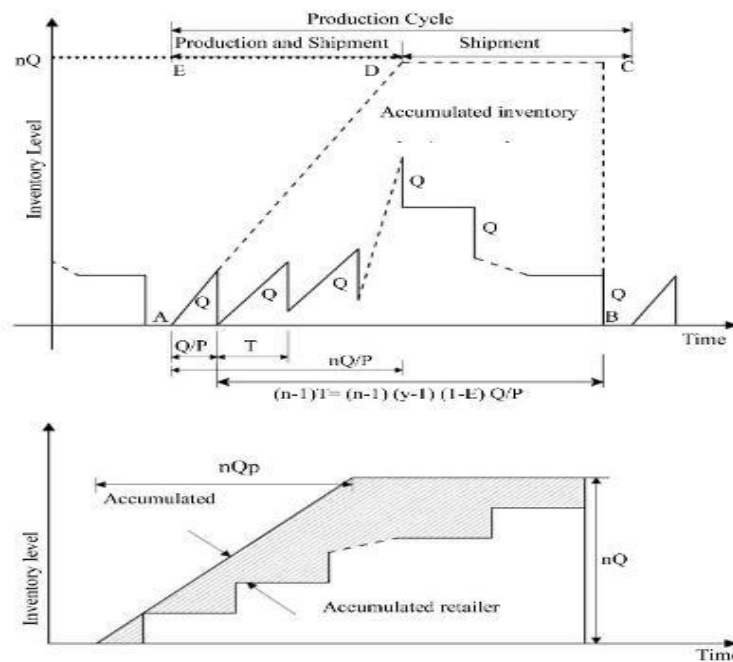 Production Cycle
Production and Shipment
Shipment
nQ
E
D
C
Accumulated inventory
Inventory Level
Q
Q
Q
Q
Q
Q
A
B
Time
Q/P
T
nQ/P
(n-1)T= (n-1) (y-1) (1-E) Q/P
nQp
Accumulated
nQ
Accumulated retailer
Inventory level
Time